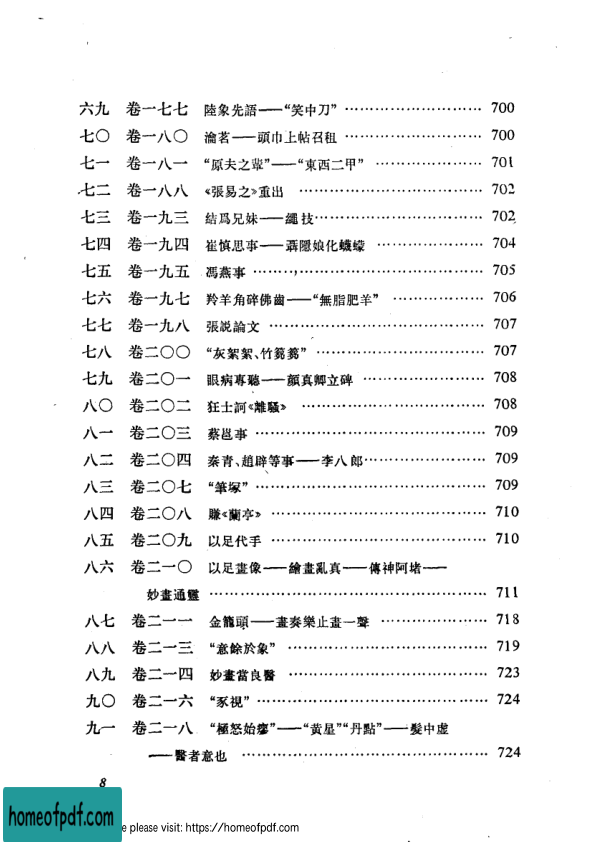 六九 卷一七七 陸象先語——“笑中刀” …………………… 700
七〇 卷一八〇 瀹茗——頭巾上帖召租 …………………… 700
七一 卷一八一 “原夫之輩”——“東西二甲” …………………… 701
七二 卷一八八 《張易之》重出 …………………… 702
七三 卷一九三 结爲兄妹——繩技 …………………… 702
七四 卷一九四 崔慎思事——聶隱娘化蠛蠓 …………………… 704
七五 卷一九五 馮燕事 …………………… 705
七六 卷一九七 羚羊角碎佛齒——“無脂肥羊” …………………… 706
七七 卷一九八 張説論文 …………………… 707
七八 卷二〇〇 “灰絮絮、竹籊籊” …………………… 707
七九 卷二〇一 眼病專聽——顔真卿立碑 …………………… 708
八〇 卷二〇二 狂士訶《離騷》 …………………… 708
八一 卷二〇三 蔡邕事 …………………… 709
八二 卷二〇四 秦青、趙辟等事——李八郎 …………………… 709
八三 卷二〇七 “筆塚” …………………… 709
八四 卷二〇八 賺《蘭亭》 …………………… 710
八五 卷二〇九 以足代手 …………………… 710
八六 卷二一〇 以足畫像——繪畫亂真——傳神阿堵——
妙畫通靈 …………………… 711
八七 卷二一一 金籠頭——畫奏樂止畫一聲 …………………… 718
八八 卷二一三 “意餘於象” …………………… 719
八九 卷二一四 妙畫當良醫 …………………… 723
九〇 卷二一六 “豕視” …………………… 724
九一 卷二一八 “極怒始瘳”——“黄星”“丹點”——髮中虚
——醫者意也 …………………… 724
8
homeofpdf.com
e please visit: https://homeofpdf.com